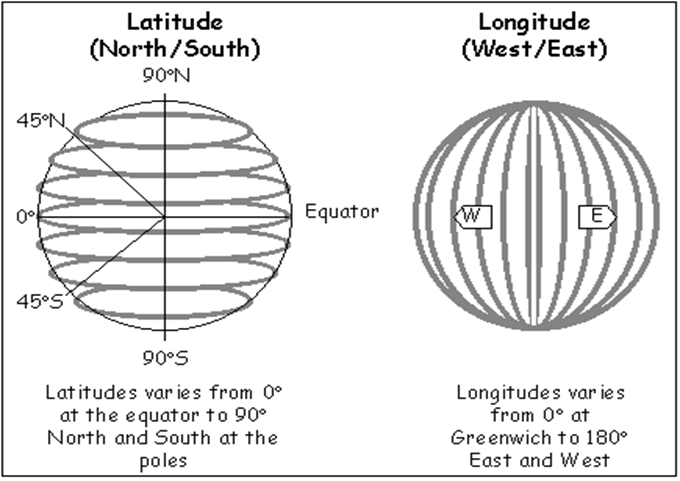 Latitude
(North/South)
90°N
45°N
0°
Equator
45°S
90°S
Latitudes varies from 0°
at the equator to 90°
North and South at the
poles
Longitude
(West/East)
W
E
Longitudes varies
from 0° at
Greenwich to 180°
East and West